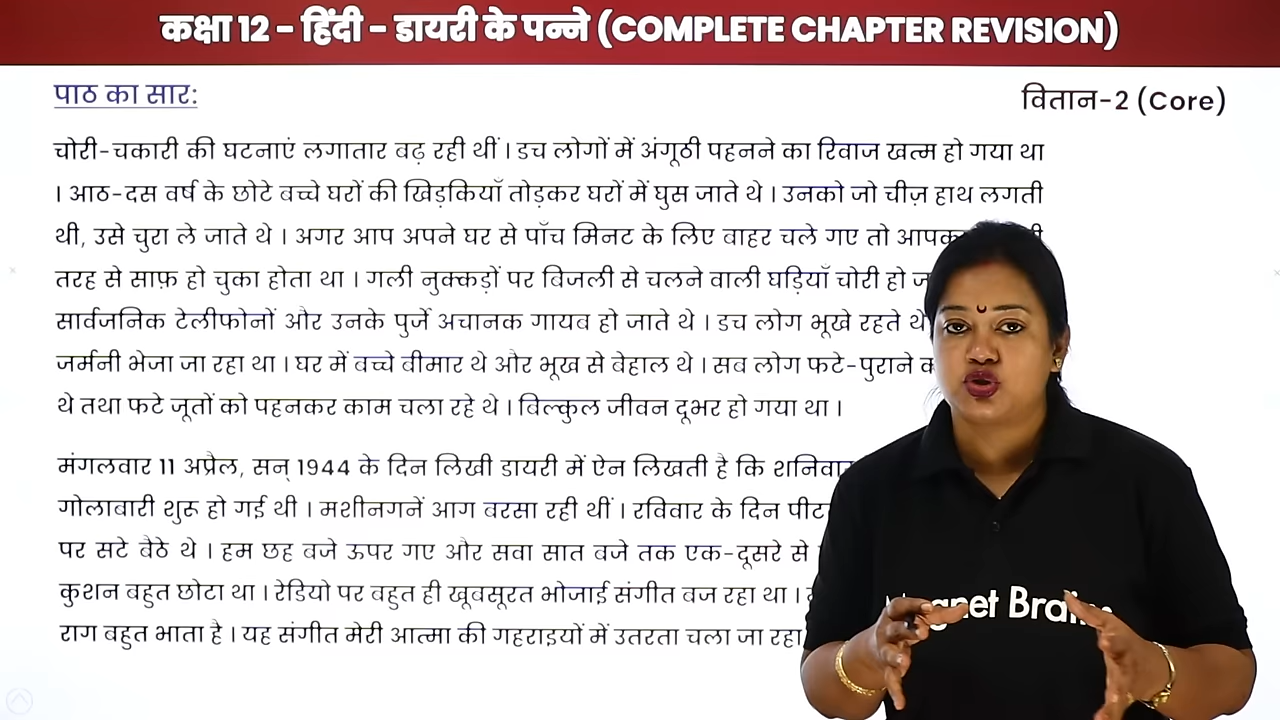 कक्षा 12 - हिंदी - डायरी के पन्ने (COMPLETE CHAPTER REVISION)
पाठ का सार:
वितान-2 (Core)
चोरी-चकारी की घटनाएं लगातार बढ़ रही थीं । डच लोगों में अंगूठी पहनने का रिवाज खत्म हो गया था
। आठ-दस वर्ष के छोटे बच्चे घरों की खिड़कियाँ तोड़कर घरों में घुस जाते थे । उनको जो चीज़ हाथ लगती
थी, उसे चुरा ले जाते थे । अगर आप अपने घर से पाँच मिनट के लिए बाहर चले गए तो
तरह से साफ़ हो चुका होता था । गली नुक्कड़ों पर बिजली से चलने वाली घड़ियाँ चोरी हो
सार्वजनिक टेलीफोनों और उनके पुर्जे अचानक गायब हो जाते थे । डच लोग भूखे रहते थे
जर्मनी भेजा जा रहा था । घर में बच्चे बीमार थे और भूख से बेहाल थे । सब लोग फटे-पुराने
थे तथा फटे जूतों को पहनकर काम चला रहे थे । बिल्कुल जीवन दूभर हो गया था ।
मंगलवार 11 अप्रैल, सन् 1944 के दिन लिखी डायरी में ऐन लिखती है कि शनिवार
गोलाबारी शुरू हो गई थी । मशीनगनें आग बरसा रही थीं । रविवार के दिन
पर सटे बैठे थे । हम छह बजे ऊपर गए और सवा सात बजे तक एक-दूसरे से
कुशन बहुत छोटा था । रेडियो पर बहुत ही खूबसूरत भोजाई संगीत बज रहा था ।
राग बहुत भाता है । यह संगीत मेरी आत्मा की गहराइयों में उतरता चला जा रहा